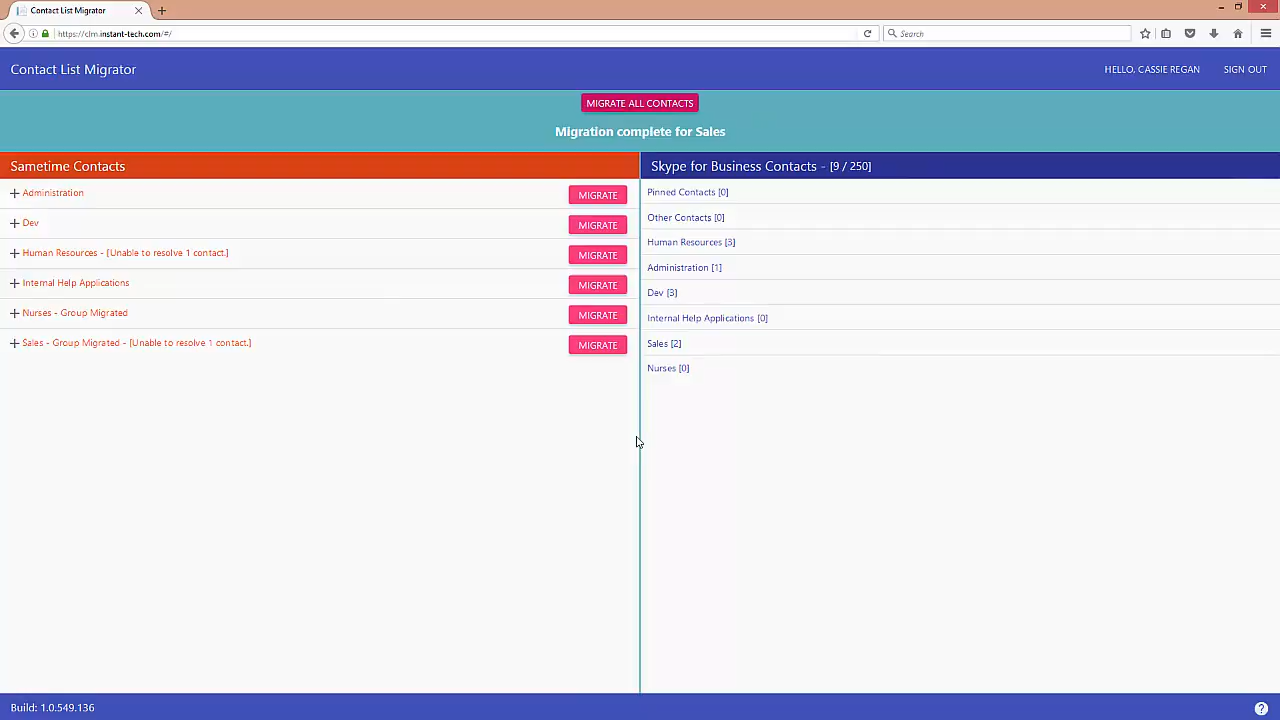 Contact List Migrator
https://clm.instant-tech.com/#/
Search
Contact List Migrator
HELLO, CASSIE REGAN
SIGN OUT
MIGRATE ALL CONTACTS
Migration complete for Sales
Sametime Contacts
Administration
MIGRATE
Dev
MIGRATE
Human Resources - [Unable to resolve 1 contact.]
MIGRATE
Internal Help Applications
MIGRATE
Nurses - Group Migrated
MIGRATE
Sales - Group Migrated - [Unable to resolve 1 contact.]
MIGRATE
Skype for Business Contacts - [9 / 250]
Pinned Contacts [0]
Other Contacts [0]
Human Resources [3]
Administration [1]
Dev [3]
Internal Help Applications [0]
Sales [2]
Nurses [0]
Build: 1.0.549.136